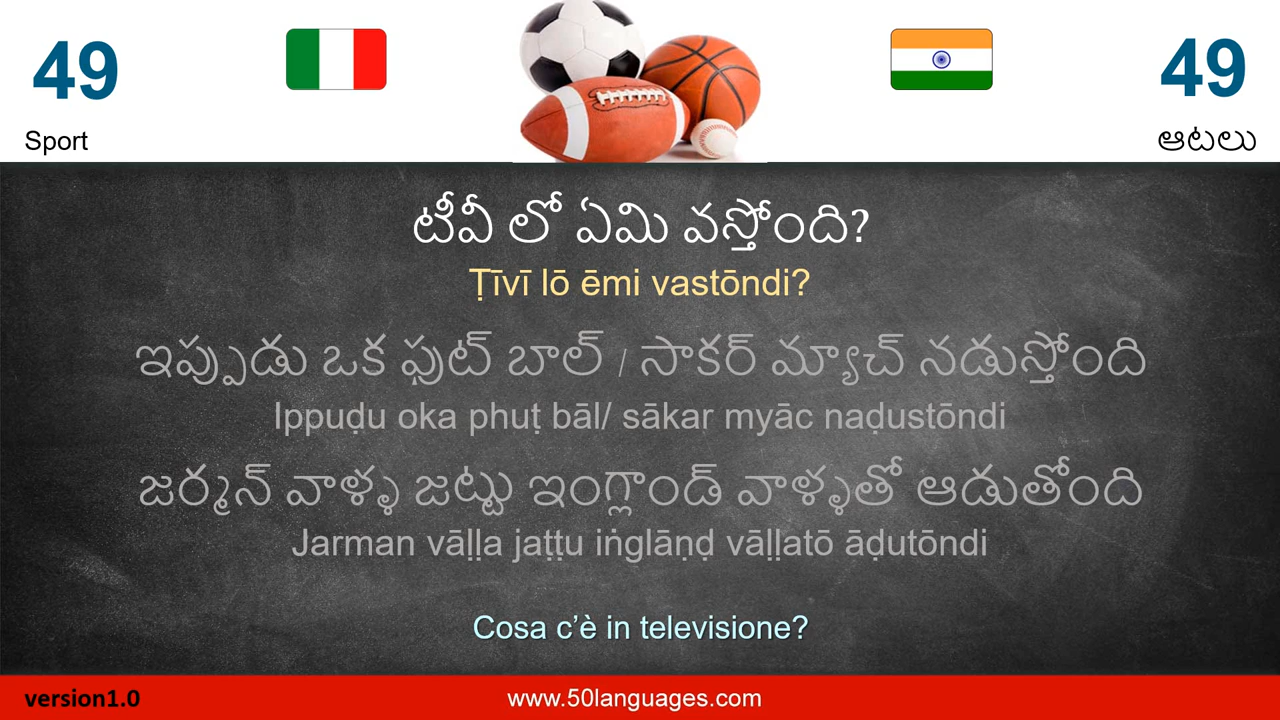 49
49
Sport
ఆటలు
టీవీ లో ఏమి వస్తోంది?
Ṭīvī lō ēmi vastōndi?
ఇప్పుడు ఒక ఫుట్ బాల్ / సాకర్ మ్యాచ్ నడుస్తోంది
Ippuḍu oka phuṭ bāl/ sākar myāc naḍustōndi
జర్మన్ వాళ్ళ జట్టు ఇంగ్లాండ్ వాళ్ళతో ఆడుతోంది
Jarman vāḷḷa jaṭṭu iṅglāṇḍ vāḷḷatō āḍutōndi
Cosa c’è in televisione?
version1.0
www.50languages.com